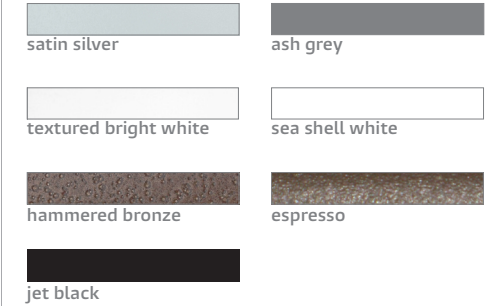 satin silver
ash grey
textured bright white
sea shell white
hammered bronze
espresso
jet black